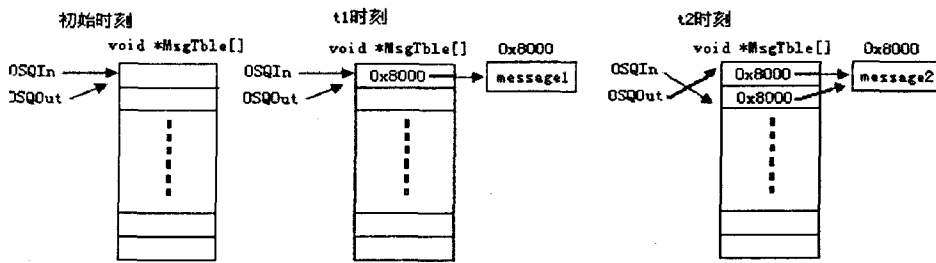 初始时刻
void *MsgTble[]
OSQIn
OSQOut
t1时刻
void *MsgTble[]
0x8000
OSQIn
OSQOut
0x8000
message1
t2时刻
void *MsgTble[]
0x8000
OSQIn
OSQOut
0x8000
0x8000
message2